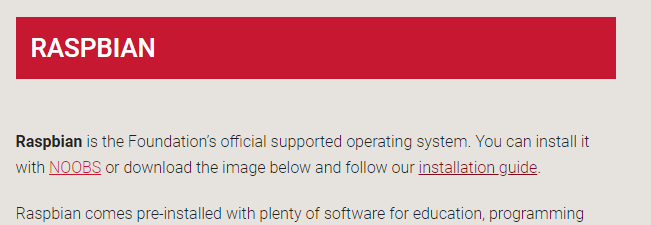 RASPBIAN
Raspbian is the Foundation’s official supported operating system. You can install it
with NOOBS or download the image below and follow our installation guide.
Raspbian comes pre-installed with plenty of software for education, programming